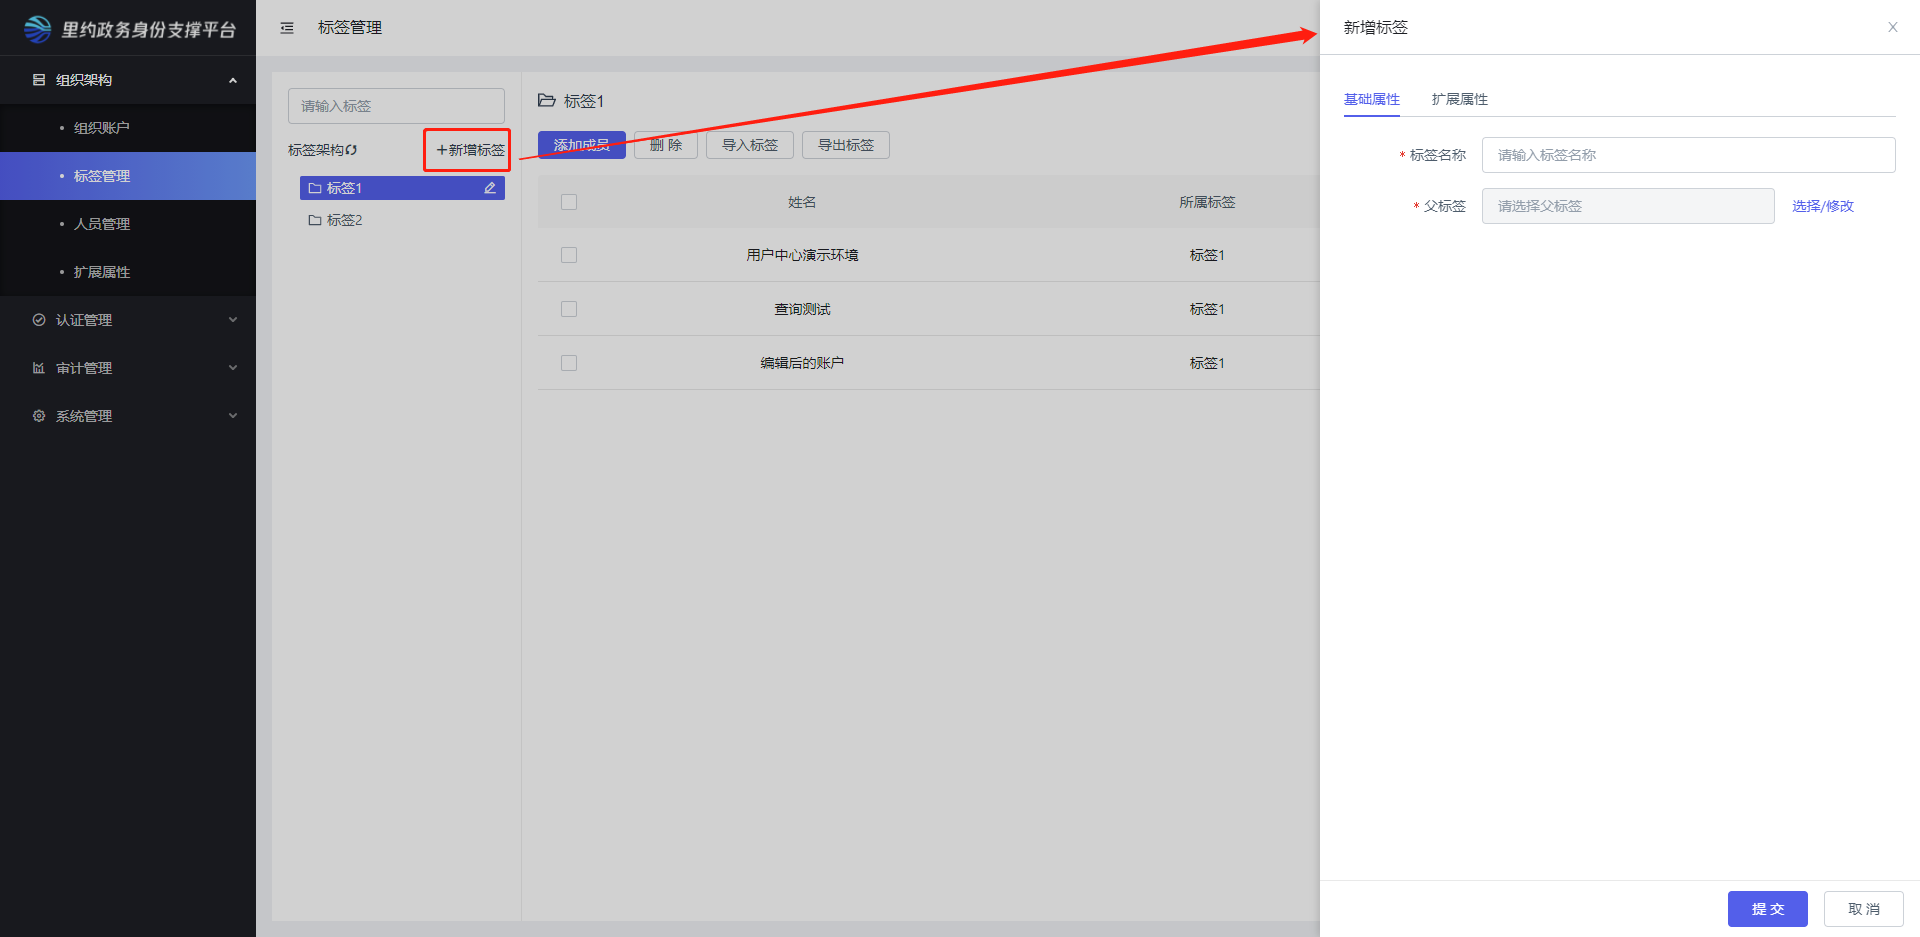 里约政务身份支撑平台
组织架构
组织账户
标签管理
人员管理
扩展属性
认证管理
审计管理
系统管理
标签管理
请输入标签
标签架构
+新增标签
标签1
标签2
标签1
添加成员 删 除 导入标签 导出标签
姓名 所属标签
用户中心演示环境 标签1
查询测试 标签1
编辑后的账户 标签1
新增标签
基础属性 扩展属性
* 标签名称 请输入标签名称
* 父标签 请选择父标签 选择/修改
提 交 取 消